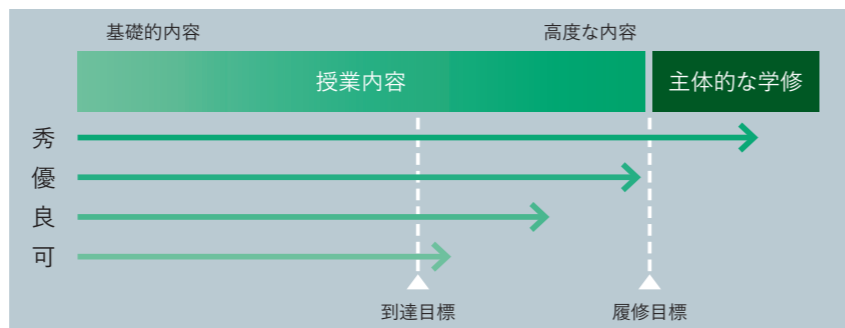 基礎的内容
高度な内容
授業内容
主体的な学修
秀
優
良
可
到達目標
履修目標